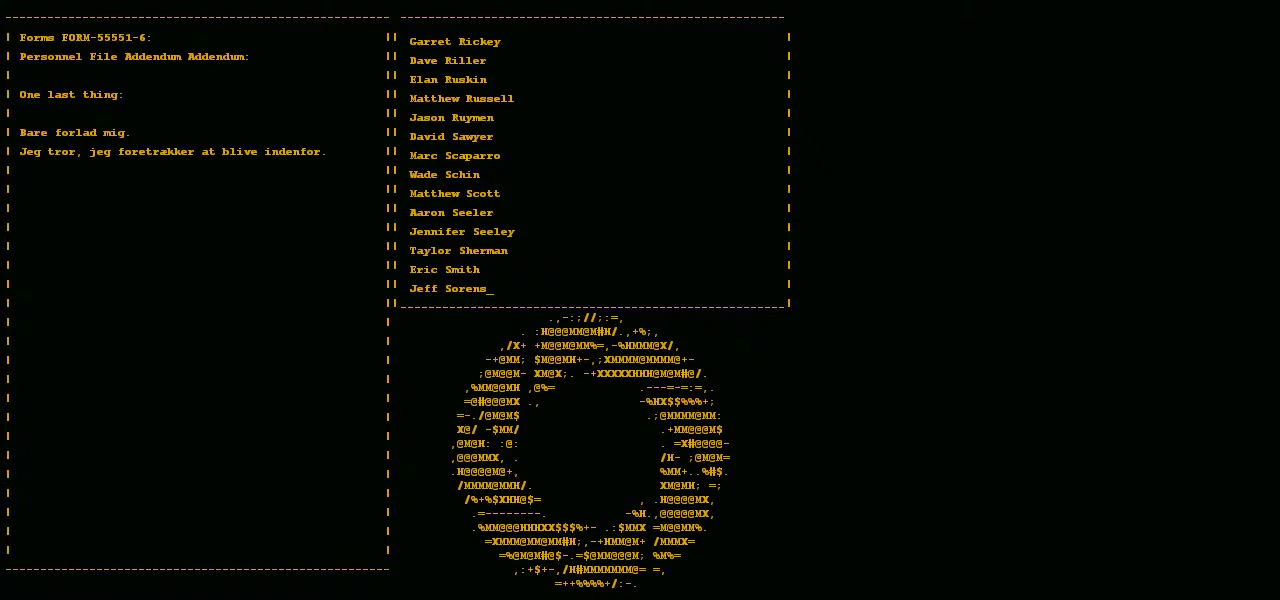 Forms FORM-55551-6:
Personnel File Addendum Addendum:
One last thing:
Bare forlad mig.
Jeg tror, jeg foretrækker at blive indenfor.
Garret Rickey
Dave Riller
Elan Ruskin
Matthew Russell
Jason Ruymen
David Sawyer
Marc Scaparro
Wade Schin
Matthew Scott
Aaron Seeler
Jennifer Seeley
Taylor Sherman
Eric Smith
Jeff Sorens_